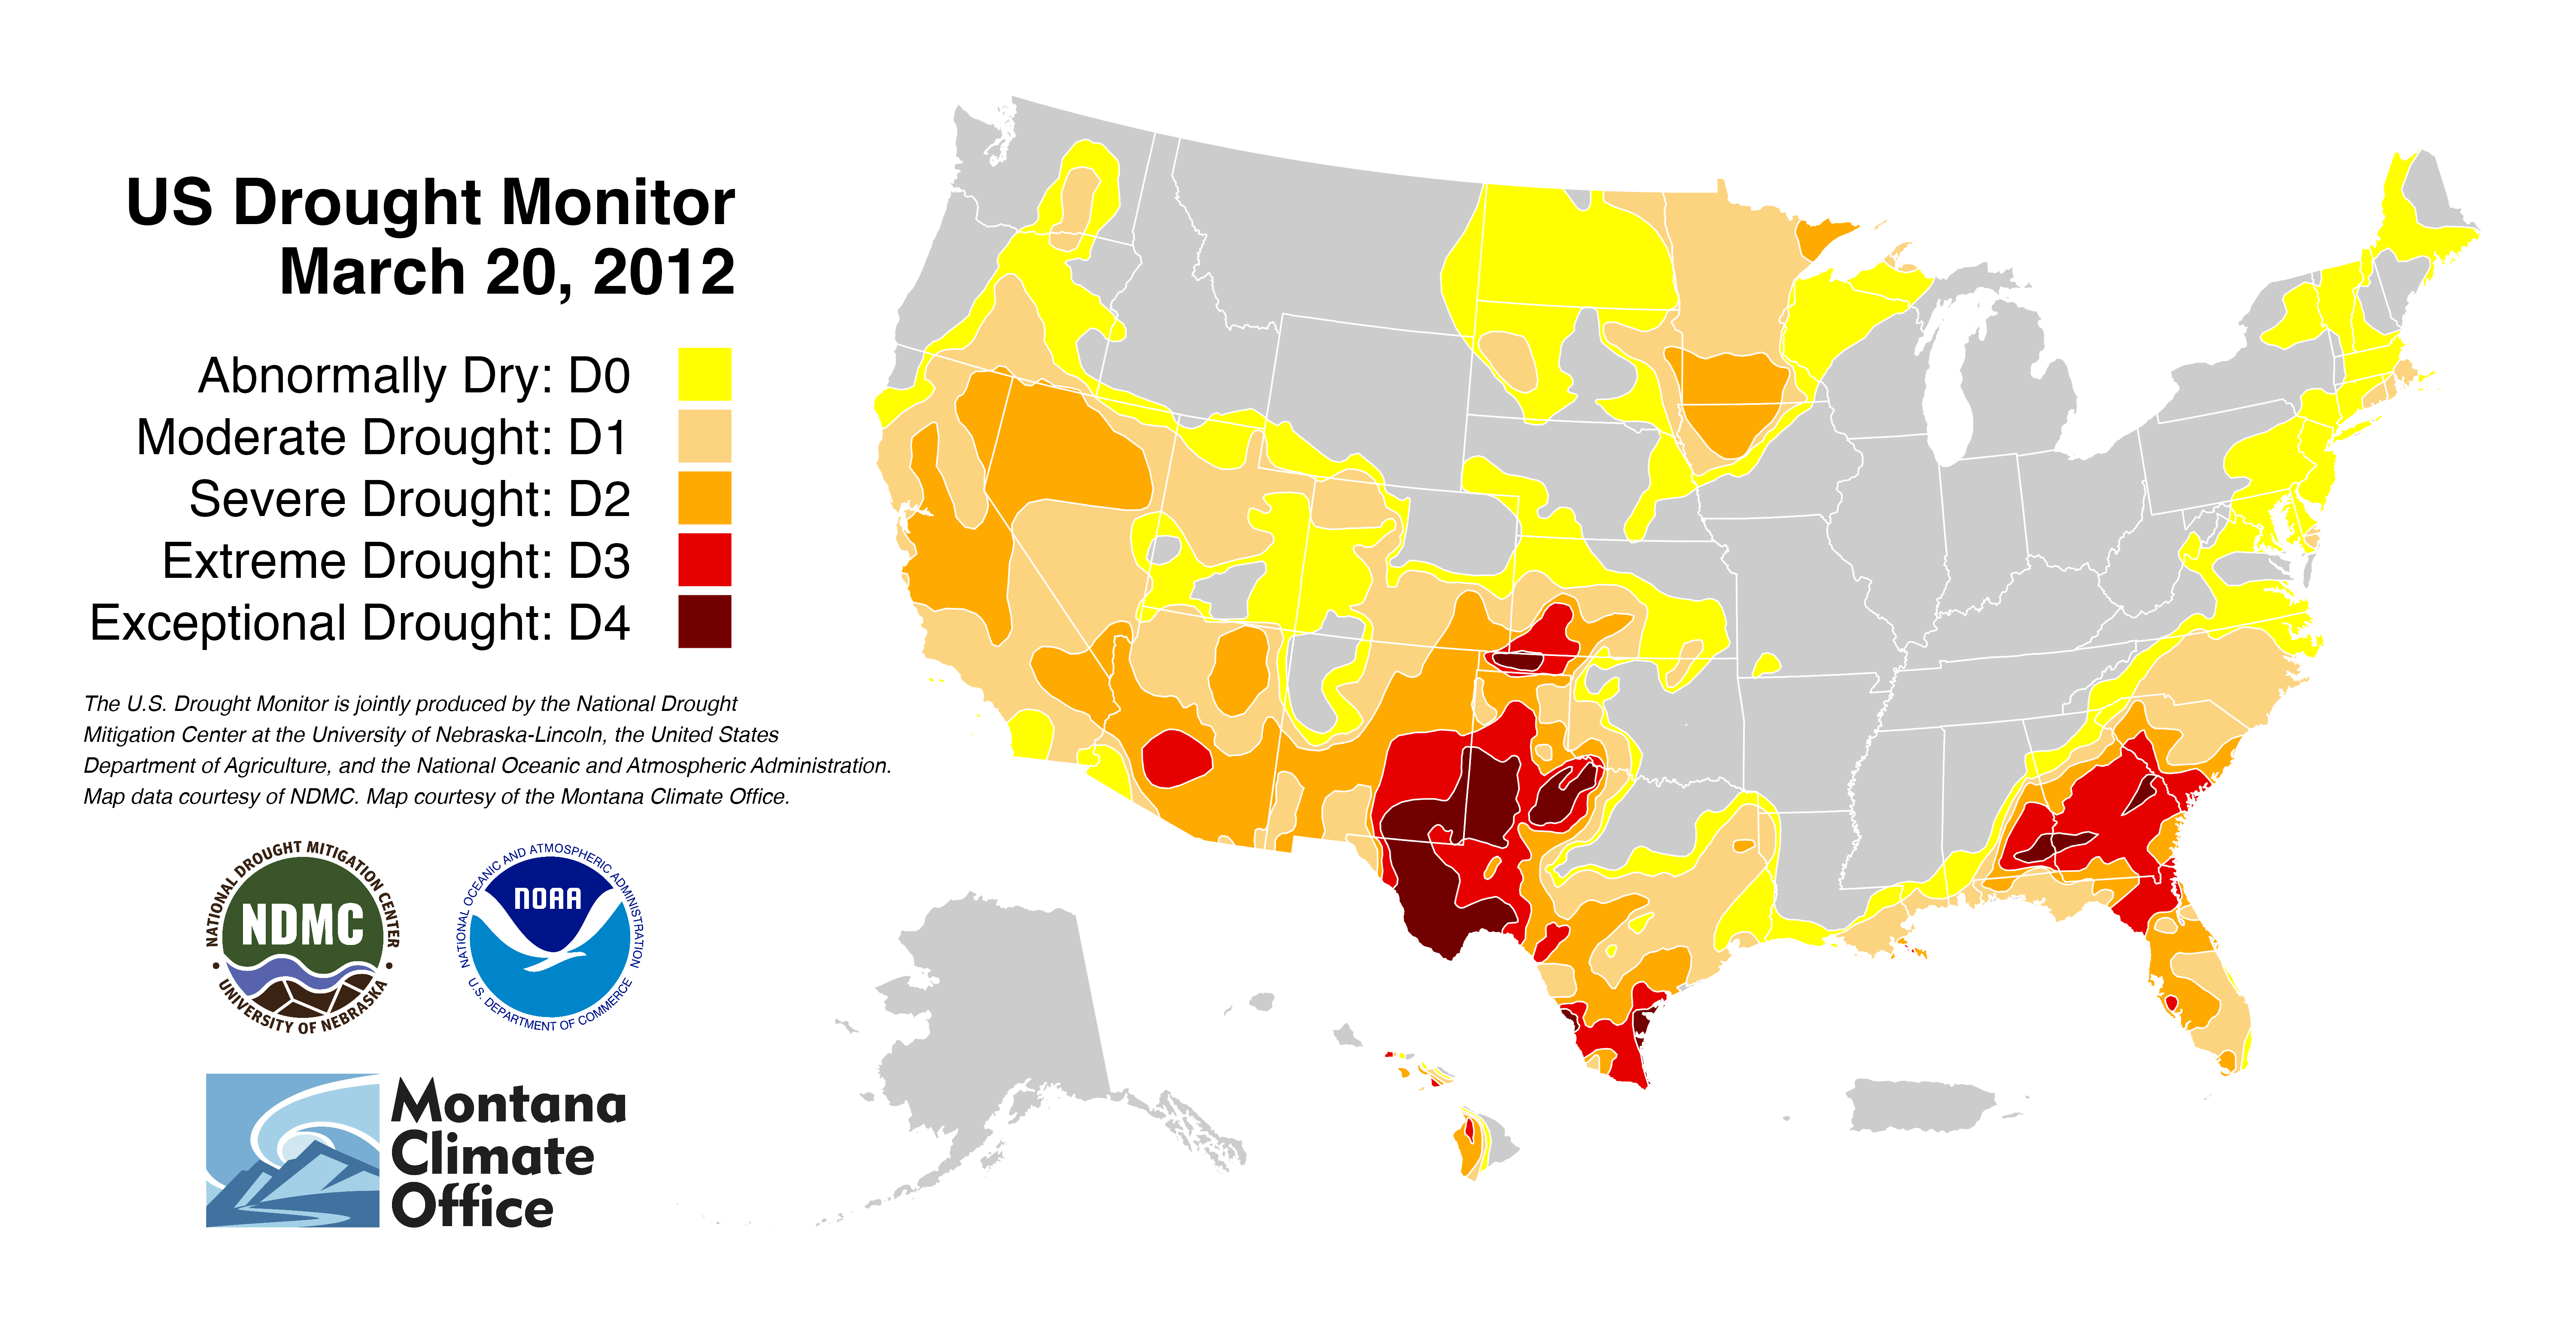 US Drought Monitor
March 20, 2012
Abnormally Dry: D0
Moderate Drought: D1
Severe Drought: D2
Extreme Drought: D3
Exceptional Drought: D4
The U.S. Drought Monitor is jointly produced by the National Drought
Mitigation Center at the University of Nebraska-Lincoln, the United States
Department of Agriculture, and the National Oceanic and Atmospheric Administration.
Map data courtesy of NDMC. Map courtesy of the Montana Climate Office.
NATIONAL DROUGHT MITIGATION CENTER
NDMC
UNIVERSITY OF NEBRASKA
NATIONAL OCEANIC AND ATMOSPHERIC ADMINISTRATION
NOAA
U.S. DEPARTMENT OF COMMERCE
Montana
Climate
Office